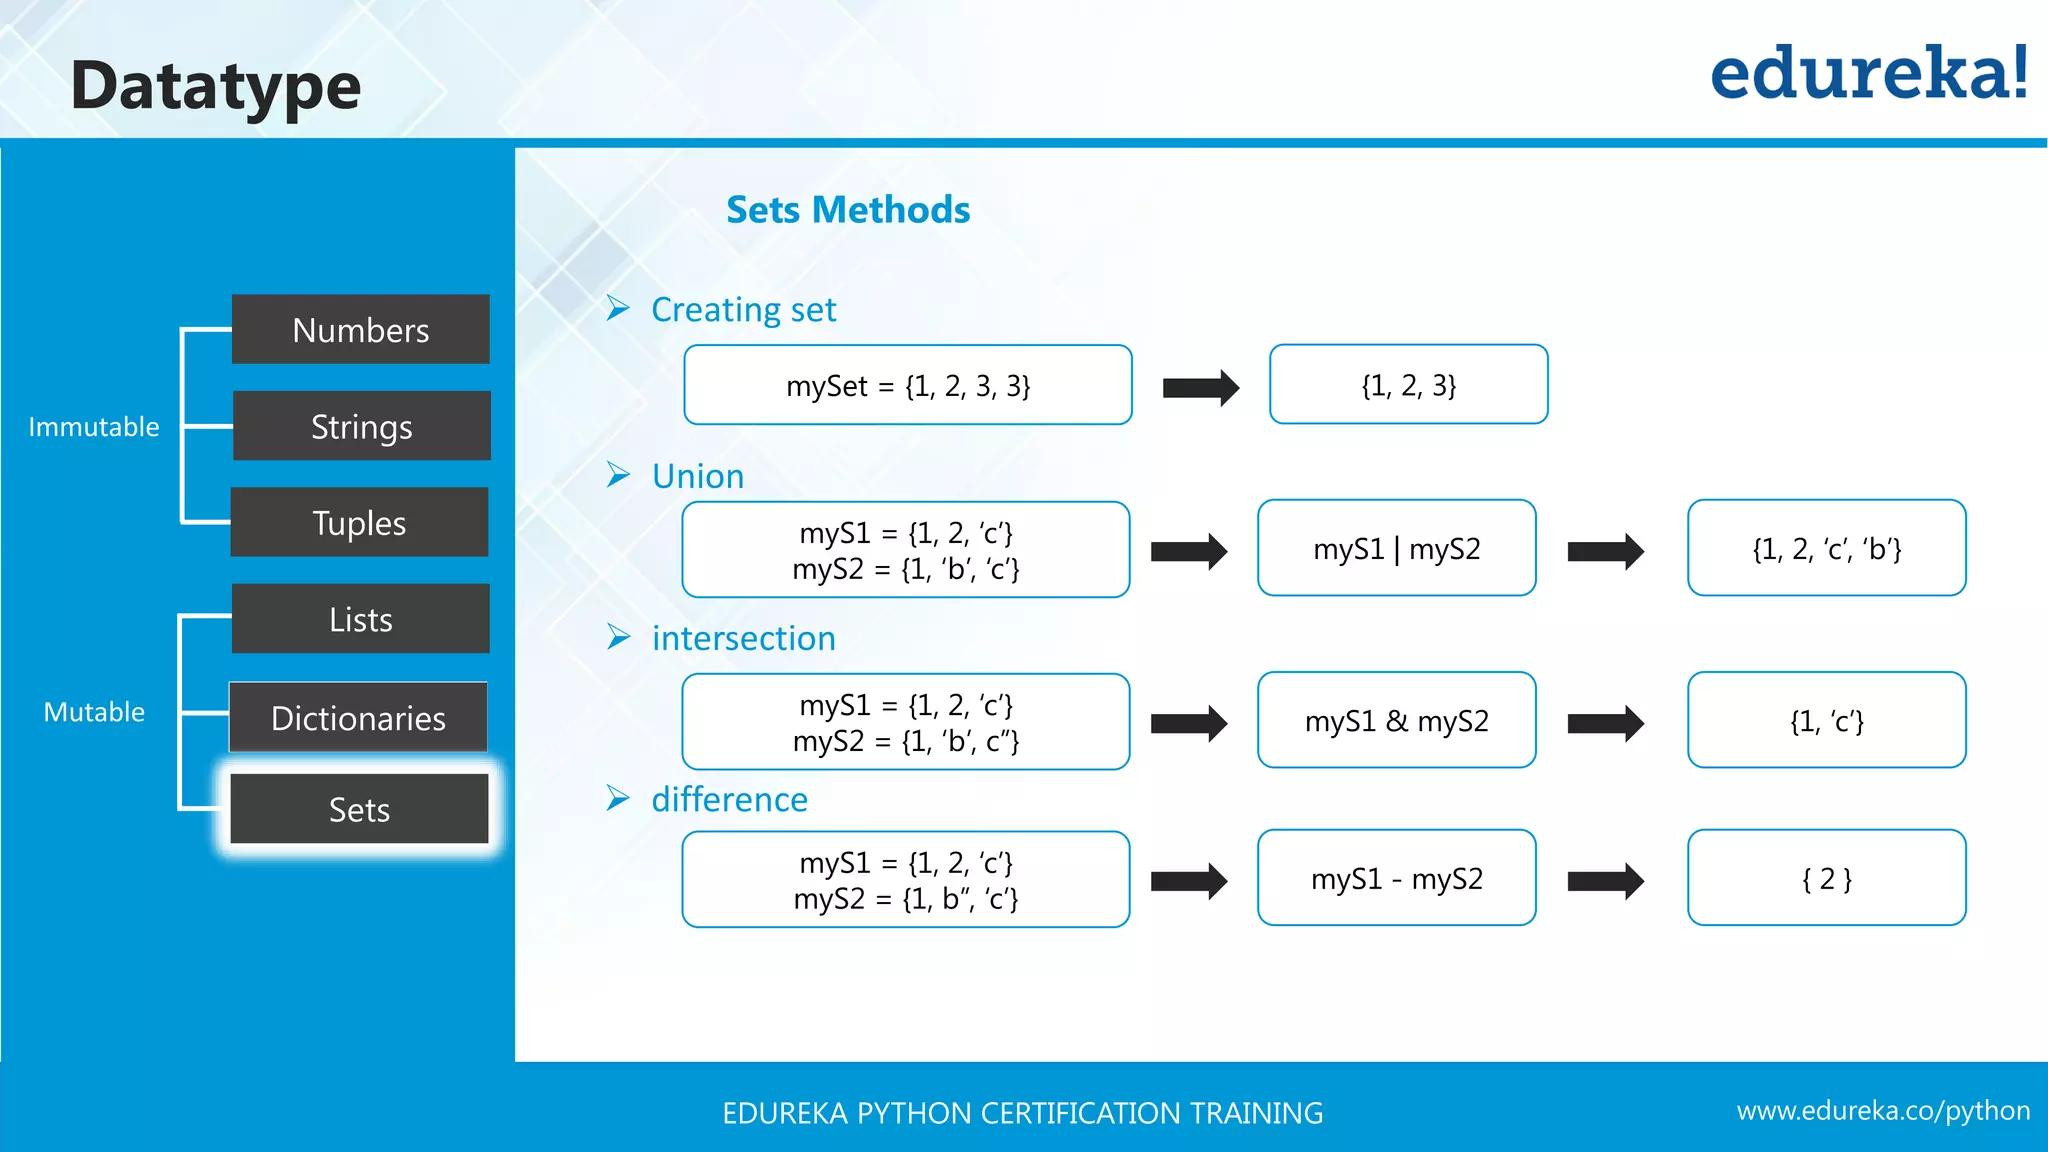 Datatype
edureka!
Immutable
Numbers
Strings
Tuples
Mutable
Lists
Dictionaries
Sets
Sets Methods
Creating set
mySet = {1, 2, 3, 3}
{1, 2, 3}
Union
myS1 = {1, 2, ‘c’}
myS2 = {1, ‘b’, ‘c’}
myS1 | myS2
{1, 2, ‘c’, ‘b’}
intersection
myS1 = {1, 2, ‘c’}
myS2 = {1, ‘b’, c’’}
myS1 & myS2
{1, ‘c’}
difference
myS1 = {1, 2, ‘c’}
myS2 = {1, b’’, ‘c’}
myS1 - myS2
{ 2 }
EDUREKA PYTHON CERTIFICATION TRAINING
www.edureka.co/python